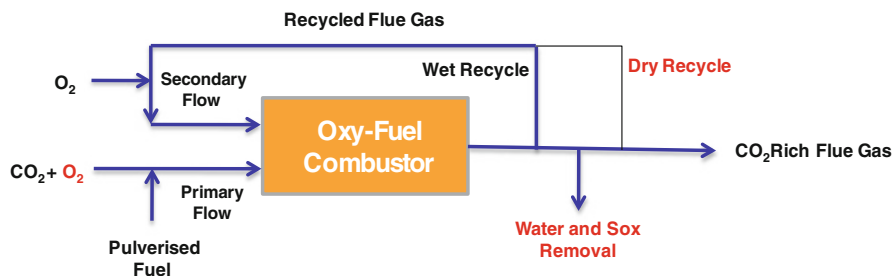 Recycled Flue Gas
Wet Recycle
Dry Recycle
O₂
Secondary
Flow
Oxy-Fuel
Combustor
CO₂Rich Flue Gas
CO₂+ O₂
Primary
Flow
Water and Sox
Removal
Pulverised
Fuel